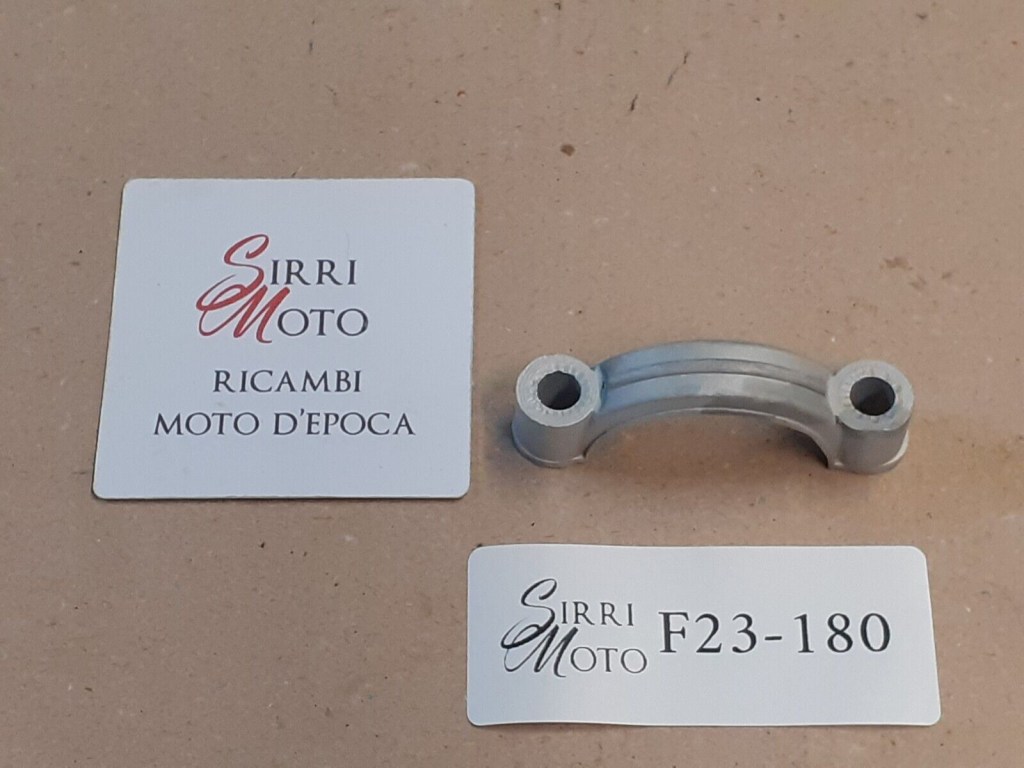 SIRRI
MOTO
RICAMBI
MOTO D'EPOCA
SIRRI
MOTO
F23-180